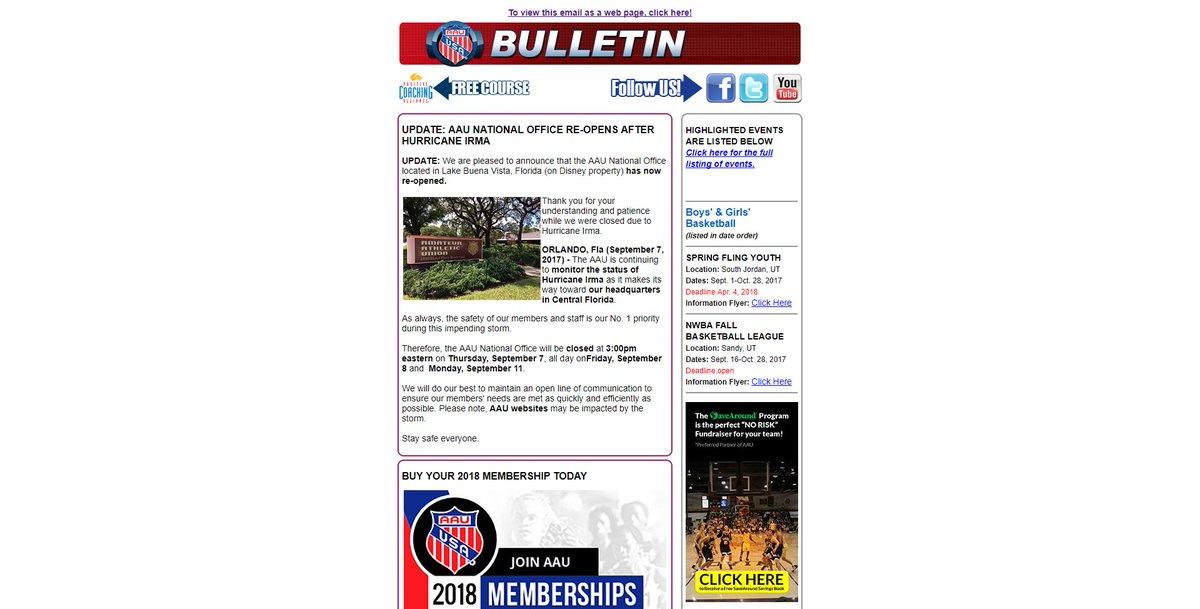 To view this email as a web page, click here!
AAU
USA
BULLETIN
POSITIVE
COACHING
ALLIANCE
FREE COURSE
Follow US!
f
t
You
Tube
UPDATE: AAU NATIONAL OFFICE RE-OPENS AFTER
HURRICANE IRMA
UPDATE: We are pleased to announce that the AAU National Office
located in Lake Buena Vista, Florida (on Disney property) has now
re-opened.
AMATEUR
ATHLETIC
UNION
Thank you for your
understanding and patience
while we were closed due to
Hurricane Irma.
ORLANDO, Fla (September 7,
2017) - The AAU is continuing
to monitor the status of
Hurricane Irma as it makes its
way toward our headquarters
in Central Florida.
As always, the safety of our members and staff is our No. 1 priority
during this impending storm.
Therefore, the AAU National Office will be closed at 3:00pm
eastern on Thursday, September 7, all day onFriday, September
8 and Monday, September 11.
We will do our best to maintain an open line of communication to
ensure our members' needs are met as quickly and efficiently as
possible. Please note, AAU websites may be impacted by the
storm.
Stay safe everyone.
BUY YOUR 2018 MEMBERSHIP TODAY
AAU
USA
JOIN AAU
2018 MEMBERSHIPS
HIGHLIGHTED EVENTS
ARE LISTED BELOW
Click here for the full
listing of events.
Boys' & Girls'
Basketball
(listed in date order)
SPRING FLING YOUTH
Location: South Jordan, UT
Dates: Sept. 1-Oct. 28, 2017
Deadline:Apr. 4, 2018
Information Flyer: Click Here
NWBA FALL
BASKETBALL LEAGUE
Location: Sandy, UT
Dates: Sept. 16-Oct. 28, 2017
Deadline:open
Information Flyer: Click Here
The SaveAround Program
is the perfect "NO RISK"
Fundraiser for your team!
*Preferred Partner of AAU
CLICK HERE
to Receive a Free SaveAround Savings Book